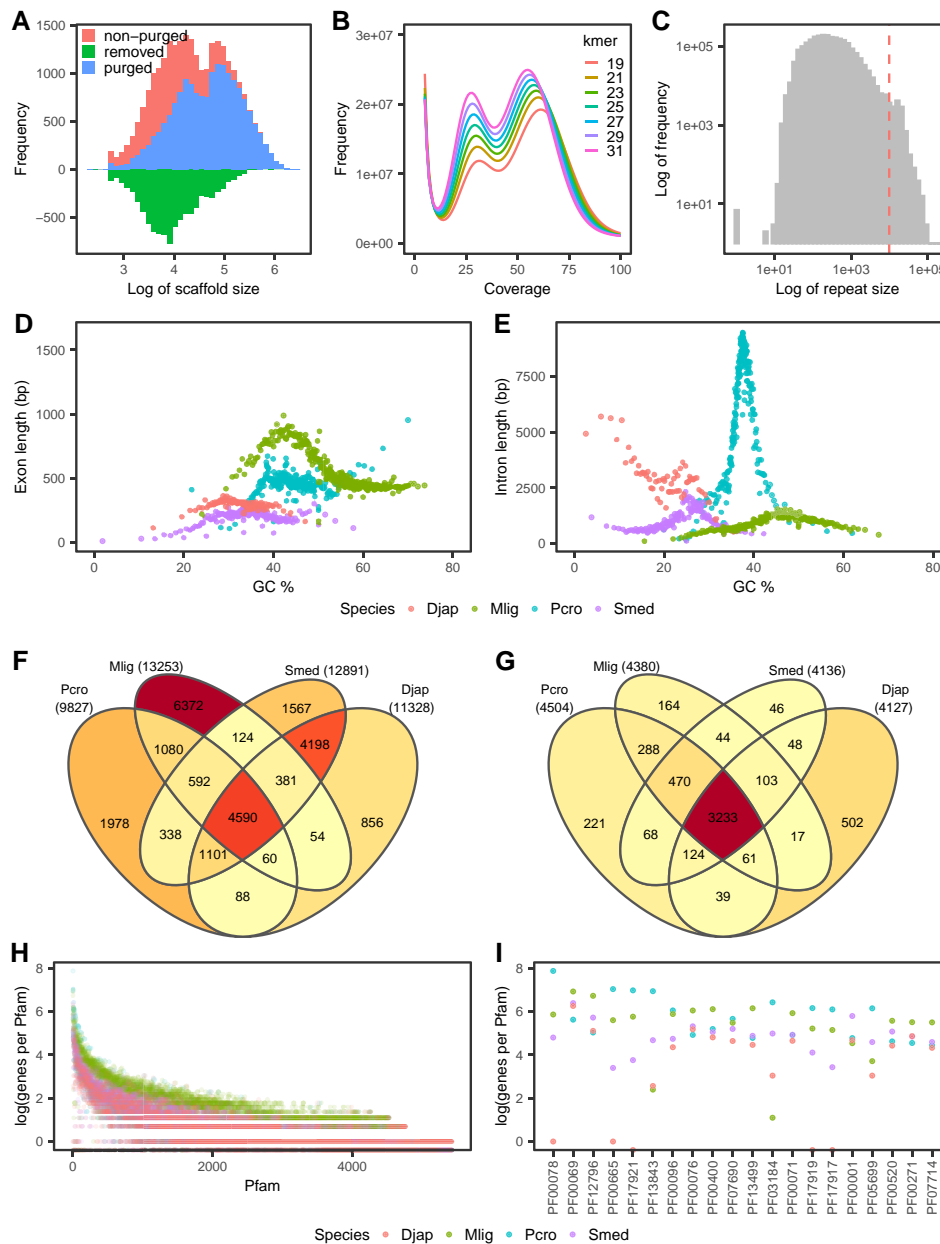 A
1500
1000
500
0
−500
Frequency
non−purged
removed
purged
3
4
5
6
Log of scaffold size
B
3e+07
2e+07
1e+07
0e+00
Frequency
kmer
19
21
23
25
27
29
31
0
25
50
75
100
Coverage
C
1e+05
1e+03
1e+01
Log of frequency
1e+01
1e+03
1e+05
Log of repeat size
D
1500
1000
500
0
Exon length (bp)
0
20
40
60
80
GC %
E
7500
5000
2500
0
Intron length (bp)
0
20
40
60
80
GC %
Species
Djap
Mlig
Pcro
Smed
F
Mlig (13253)
Smed (12891)
Pcro
(9827)
Djap
(11328)
6372
1567
1080
124
4198
592
381
1978
4590
856
338
54
1101
60
88
G
Mlig (4380)
Smed (4136)
Pcro
(4504)
Djap
(4127)
164
46
288
44
48
470
103
221
3233
502
68
17
124
61
39
H
8
6
4
2
0
log(genes per Pfam)
0
2000
4000
Pfam
I
8
6
4
2
0
log(genes per Pfam)
PF00078
PF00069
PF12796
PF00665
PF17921
PF13843
PF00096
PF00076
PF00400
PF07690
PF13499
PF03184
PF00071
PF17919
PF17917
PF00001
PF05699
PF00520
PF00271
PF07714
Species
Djap
Mlig
Pcro
Smed